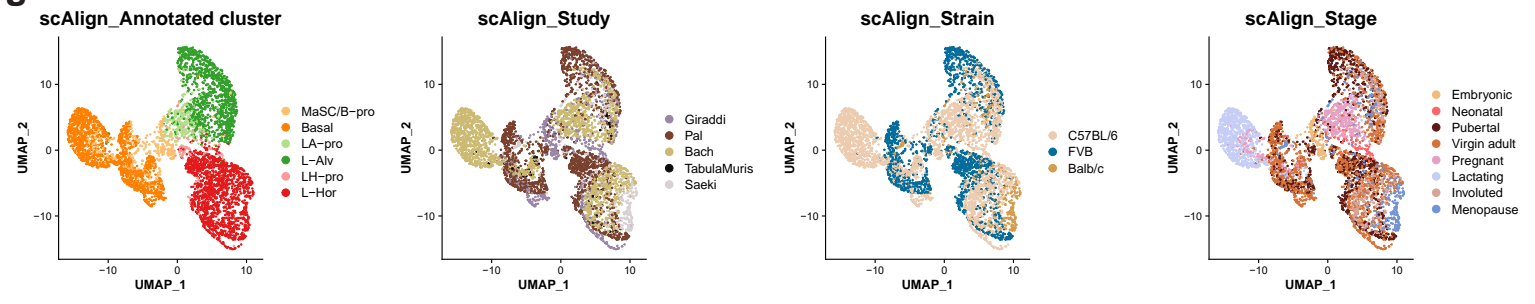 scAlign_Annotated cluster
UMAP_2
10
0
−10
−10
0
10
UMAP_1
MaSC/B−pro
Basal
LA−pro
L−Alv
LH−pro
L−Hor
scAlign_Study
UMAP_2
10
0
−10
−10
0
10
UMAP_1
Giraddi
Pal
Bach
TabulaMuris
Saeki
scAlign_Strain
UMAP_2
10
0
−10
−10
0
10
UMAP_1
C57BL/6
FVB
Balb/c
scAlign_Stage
UMAP_2
10
0
−10
−10
0
10
UMAP_1
Embryonic
Neonatal
Pubertal
Virgin adult
Pregnant
Lactating
Involuted
Menopause